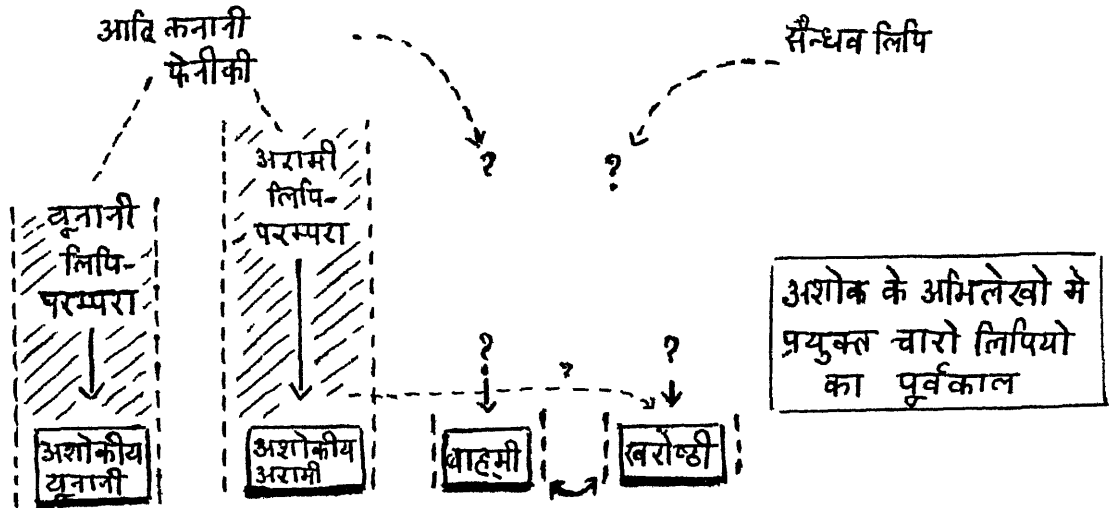 आदि कनानी
फेनीकी
सैन्धव लिपि
?
?
अरामी
लिपि-
परम्परा
यूनानी
लिपि-
परम्परा
अशोक के अभिलेखो मे
प्रयुक्त चारो लिपियो
का पूर्वकाल
?
?
?
अशोकीय
यूनानी
अशोकीय
अरामी
ब्राह्मी
खरोष्ठी